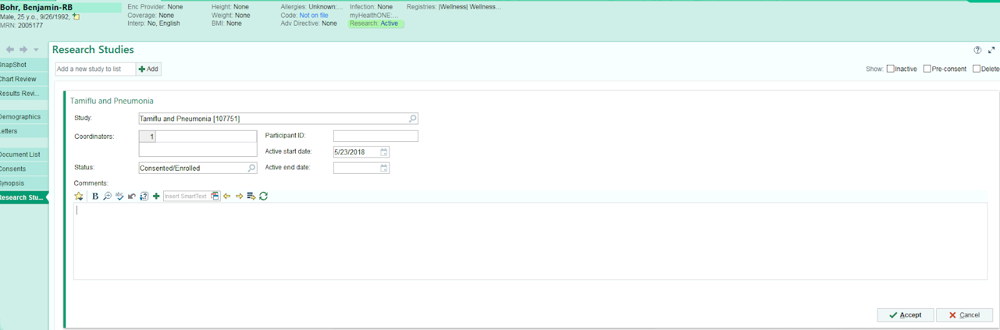 Bohr, Benjamin-RB
Male, 25 y.o., 9/26/1992,
MRN: 2005177
Enc Provider: None
Coverage: None
Interp: No, English
Height: None
Weight: None
BMI: None
Allergies: Unknown:...
Code: Not on file
Adv Directive: None
Infection: None
myHealthONE:...
Research: Active
Registries: |Wellness| Wellness...
SnapShot
Chart Review
Results Revi...
Demographics
Letters
Document List
Consents
Synopsis
Research Stu...
Research Studies
Add a new study to list
Add
Show: Inactive Pre-consent Delete
Tamiflu and Pneumonia
Study: Tamiflu and Pneumonia [107751]
Coordinators: 1
Participant ID:
Active start date: 5/23/2018
Status: Consented/Enrolled
Active end date:
Comments:
B abc Insert SmartText
Accept Cancel